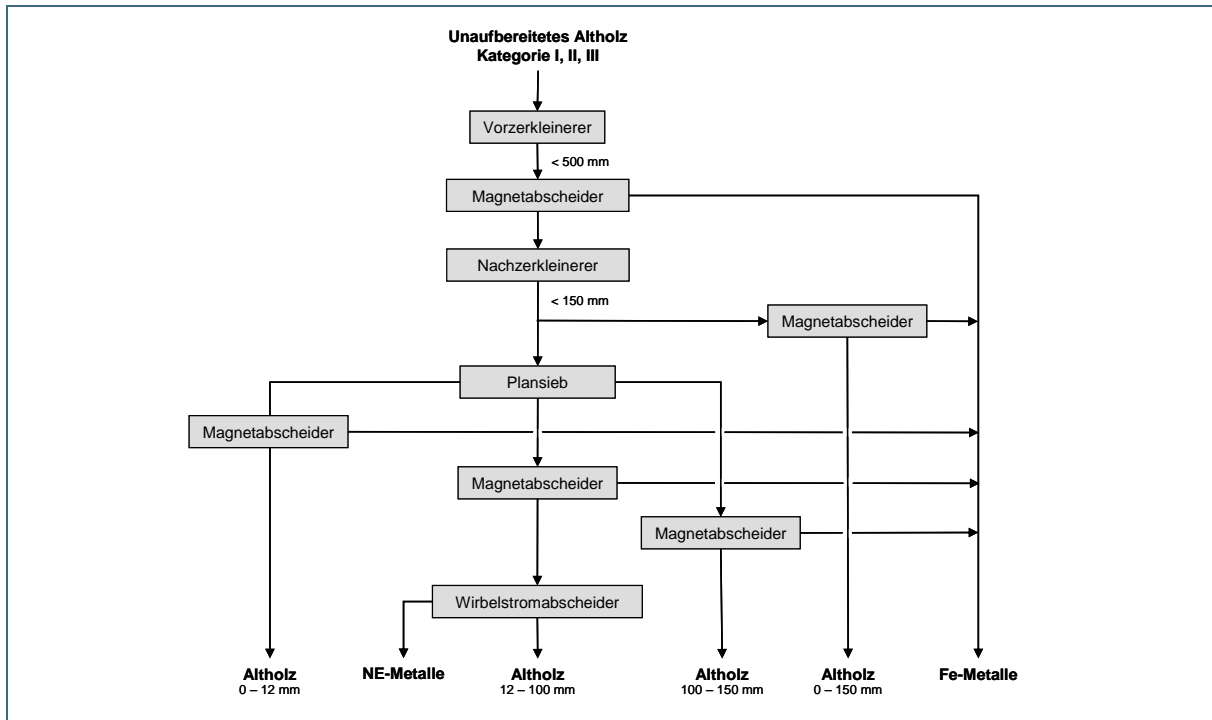 Unaufbereitetes Altholz
Kategorie I, II, III
Vorzerkleinerer
< 500 mm
Magnetabscheider
Nachzerkleinerer
< 150 mm
Magnetabscheider
Plansieb
Magnetabscheider
Magnetabscheider
Magnetabscheider
Wirbelstromabscheider
Altholz
0 – 12 mm
NE-Metalle
Altholz
12 – 100 mm
Altholz
100 – 150 mm
Altholz
0 – 150 mm
Fe-Metalle